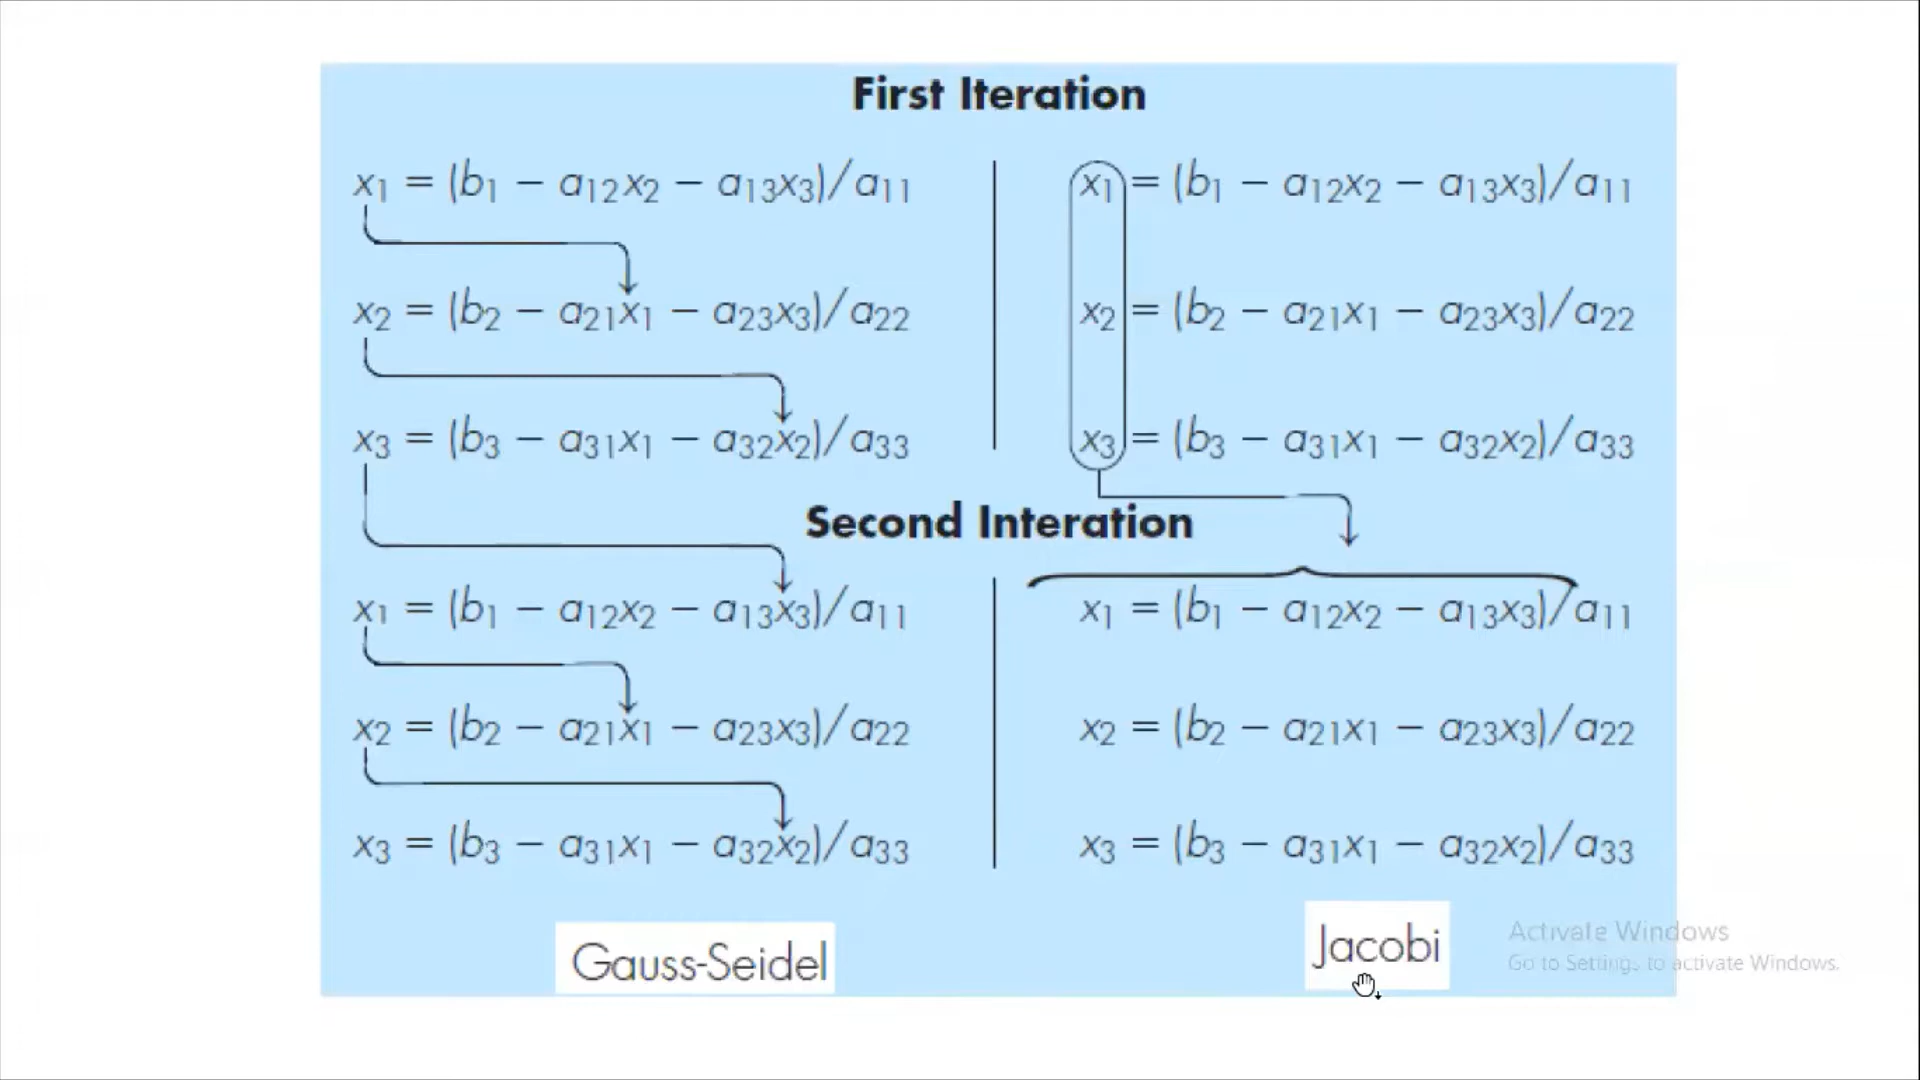 First Iteration
x₁ = (b₁ − a₁₂x₂ − a₁₃x₃)/a₁₁
x₂ = (b₂ − a₂₁x₁ − a₂₃x₃)/a₂₂
x₃ = (b₃ − a₃₁x₁ − a₃₂x₂)/a₃₃
x₁ = (b₁ − a₁₂x₂ − a₁₃x₃)/a₁₁
x₂ = (b₂ − a₂₁x₁ − a₂₃x₃)/a₂₂
x₃ = (b₃ − a₃₁x₁ − a₃₂x₂)/a₃₃
Second Interation
x₁ = (b₁ − a₁₂x₂ − a₁₃x₃)/a₁₁
x₂ = (b₂ − a₂₁x₁ − a₂₃x₃)/a₂₂
x₃ = (b₃ − a₃₁x₁ − a₃₂x₂)/a₃₃
x₁ = (b₁ − a₁₂x₂ − a₁₃x₃)/a₁₁
x₂ = (b₂ − a₂₁x₁ − a₂₃x₃)/a₂₂
x₃ = (b₃ − a₃₁x₁ − a₃₂x₂)/a₃₃
Gauss-Seidel
Jacobi
Activate Windows
Go to Settings to activate Windows.